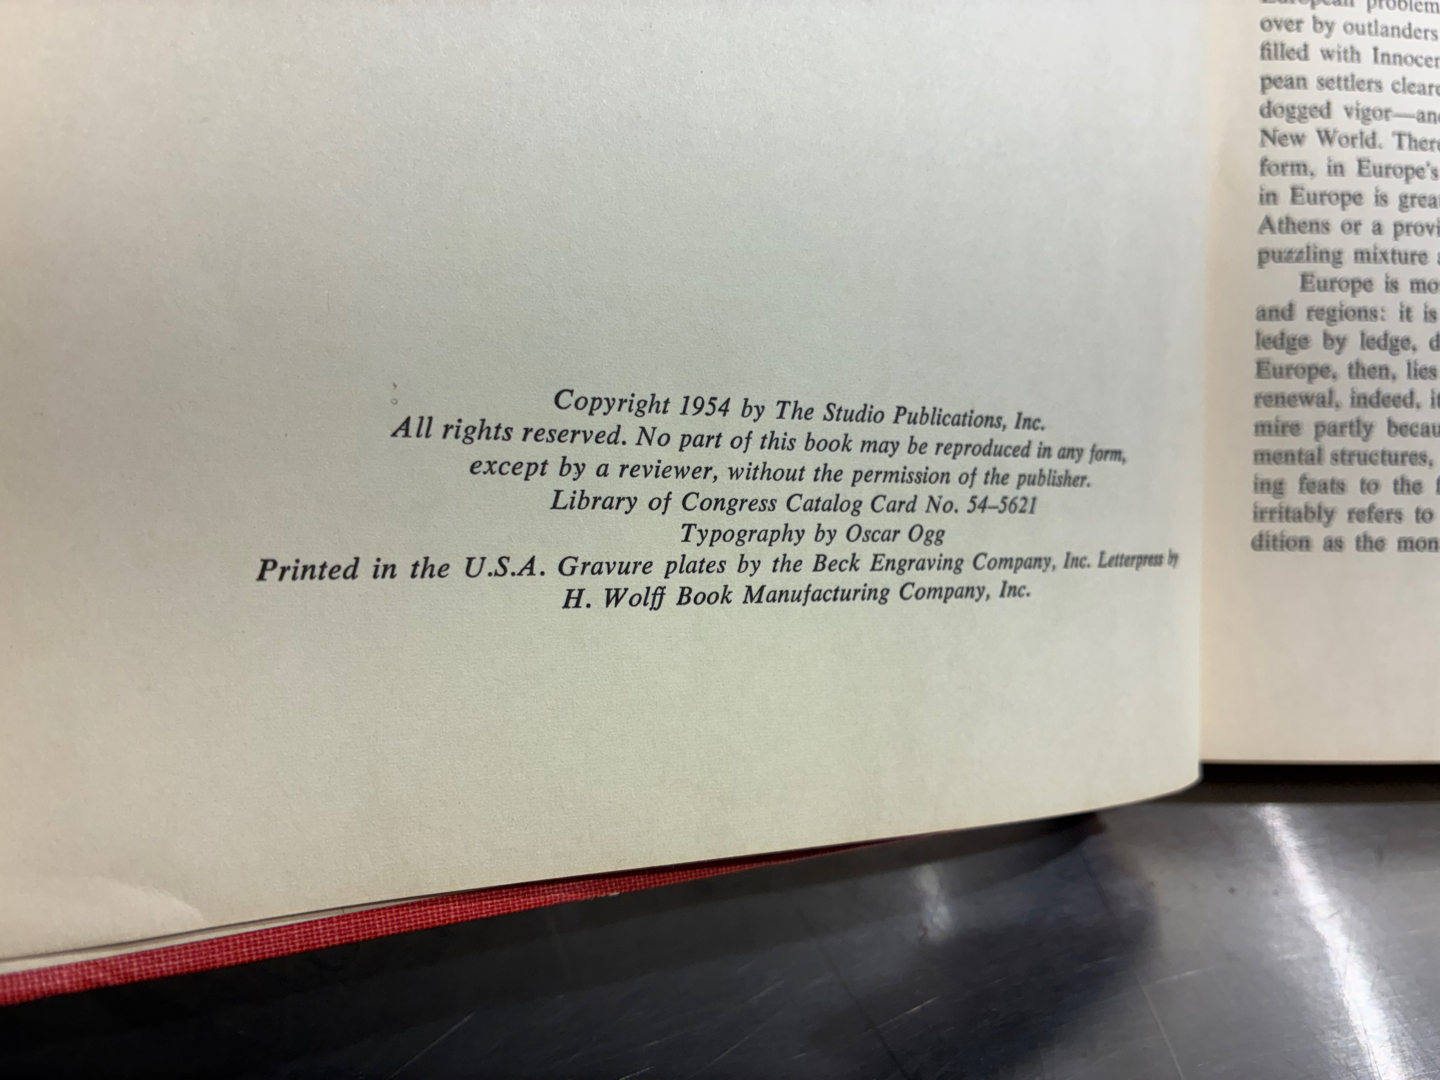 Copyright 1954 by The Studio Publications, Inc.
All rights reserved. No part of this book may be reproduced in any form,
except by a reviewer, without the permission of the publisher.
Library of Congress Catalog Card No. 54–5621
Typography by Oscar Ogg
Printed in the U.S.A. Gravure plates by the Beck Engraving Company, Inc. Letterpress by
H. Wolff Book Manufacturing Company, Inc.
European problem
over by outlanders
filled with
pean settlers
dogged vigor—
New World.
form, in Europe's
in Europe is
Athens or a
puzzling mixture
Europe is
and regions: it is
ledge by ledge,
Europe, then, lies
renewal, indeed,
mire partly
mental structures,
ing feats to the
irritably refers to
dition as the